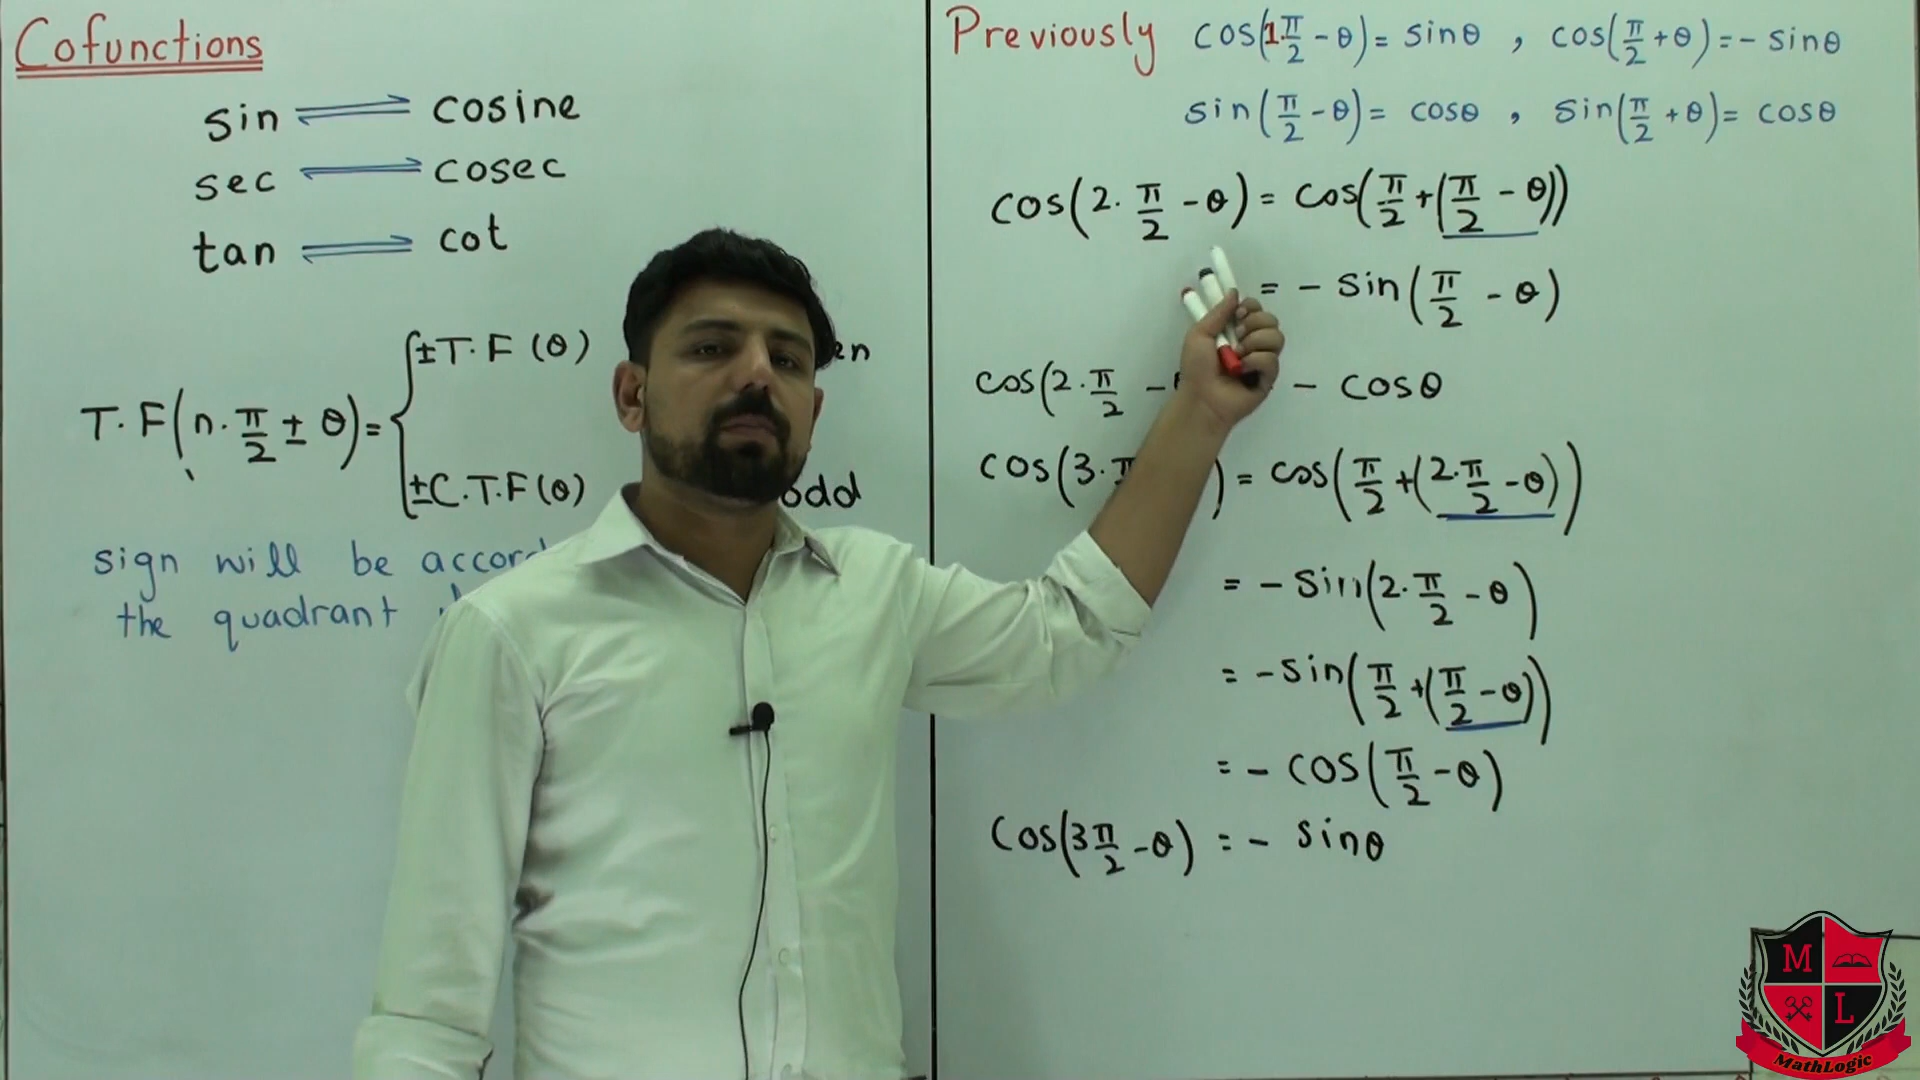 Cofunctions
sin ⇌ cosine
sec ⇌ cosec
tan ⇌ cot
T.F(n·π/2 ± θ) = { ±T.F(θ)
±C.T.F(θ) odd
sign will be
the quadrant
Previously cos(1·π/2 - θ) = sinθ , cos(π/2 + θ) = - sinθ
sin(π/2 - θ) = cosθ , sin(π/2 + θ) = cosθ
cos(2·π/2 - θ) = cos(π/2 + (π/2 - θ))
= - sin(π/2 - θ)
cos(2·π/2 - - cosθ
cos(3·π ) = cos(π/2 + (2·π/2 - θ))
= - sin(2·π/2 - θ)
= - sin(π/2 + (π/2 - θ))
= - cos(π/2 - θ)
cos(3π/2 - θ) = - sinθ
M L
MathLogic